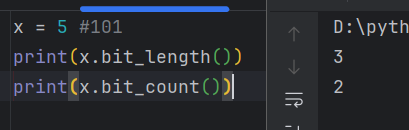 x = 5 #101
print(x.bit_length())
print(x.bit_count())
D:\pyth
3
2